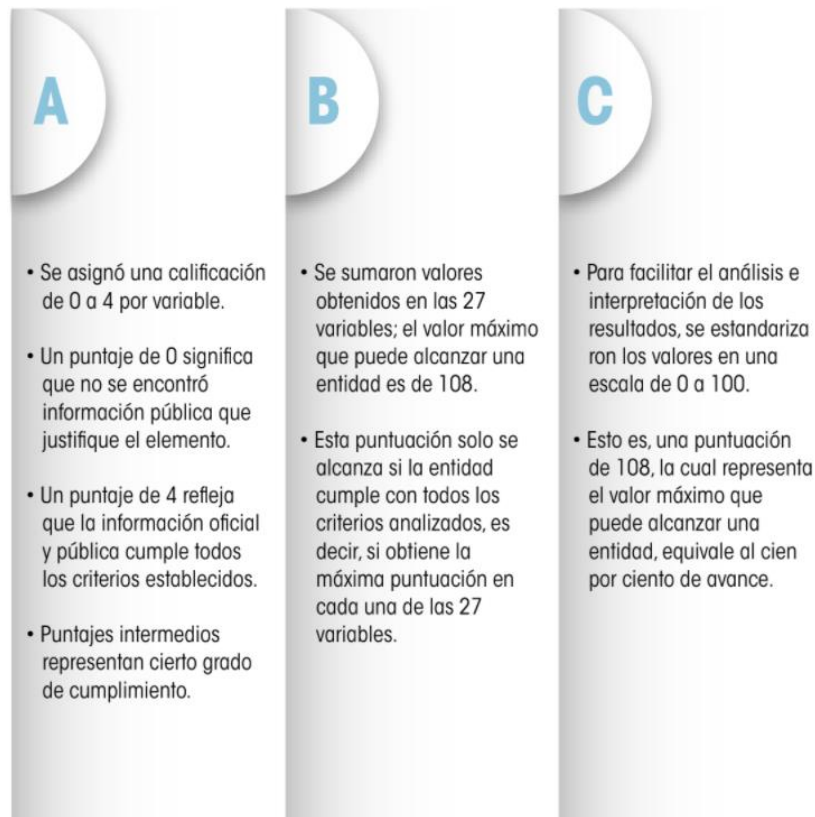 A
• Se asignó una calificación
de 0 a 4 por variable.
• Un puntaje de 0 significa
que no se encontró
información pública que
justifique el elemento.
• Un puntaje de 4 refleja
que la información oficial
y pública cumple todos
los criterios establecidos.
• Puntajes intermedios
representan cierto grado
de cumplimiento.
B
• Se sumaron valores
obtenidos en las 27
variables; el valor máximo
que puede alcanzar una
entidad es de 108.
• Esta puntuación solo se
alcanza si la entidad
cumple con todos los
criterios analizados, es
decir, si obtiene la
máxima puntuación en
cada una de las 27
variables.
C
• Para facilitar el análisis e
interpretación de los
resultados, se estandariza
ron los valores en una
escala de 0 a 100.
• Esto es, una puntuación
de 108, la cual representa
el valor máximo que
puede alcanzar una
entidad, equivale al cien
por ciento de avance.